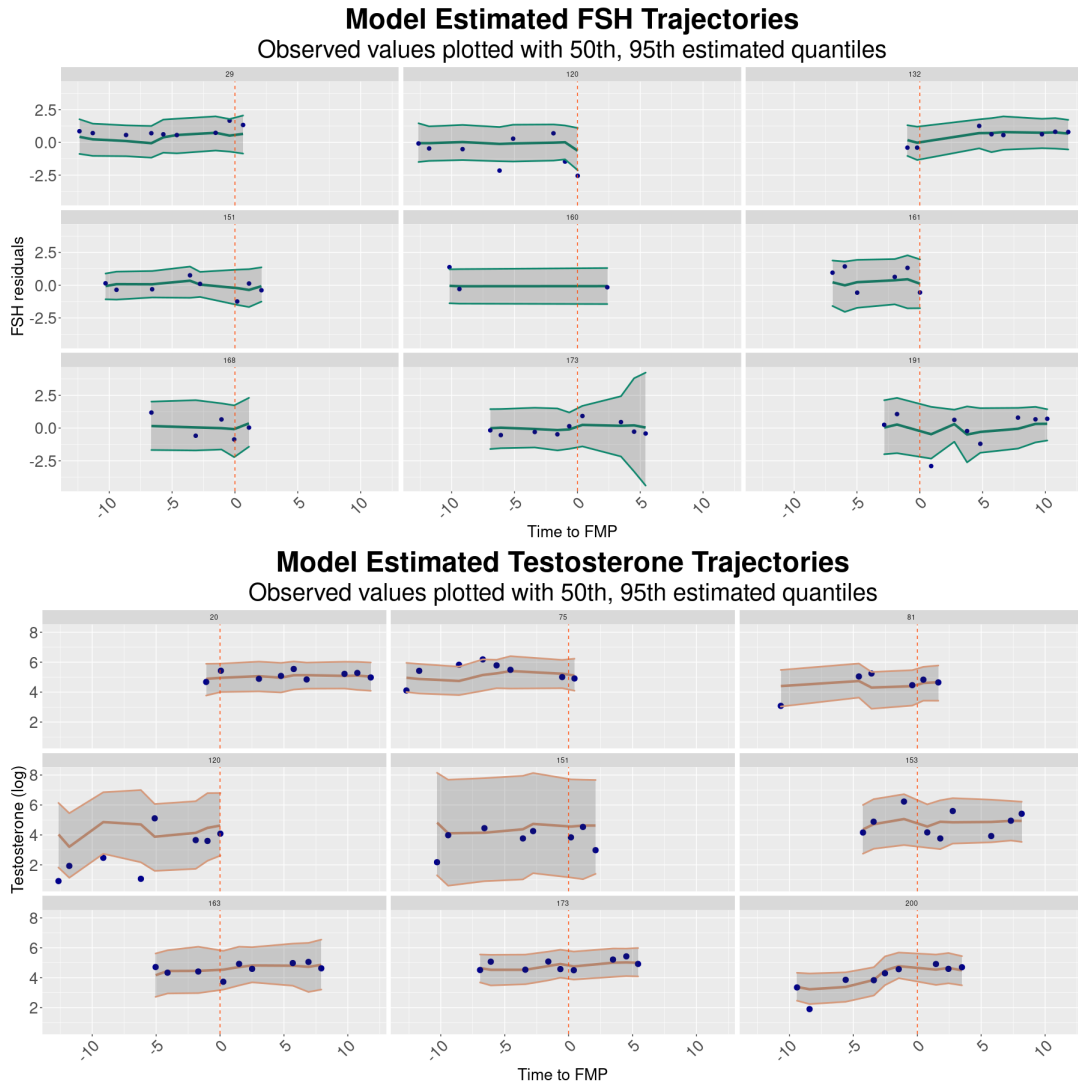 Model Estimated FSH Trajectories
Observed values plotted with 50th, 95th estimated quantiles
29 120 132
2.5
0.0
-2.5
151 160 161
2.5
0.0
-2.5
168 173 191
2.5
0.0
-2.5
FSH residuals
-10 -5 0 5 10 -10 -5 0 5 10 -10 -5 0 5 10
Time to FMP
Model Estimated Testosterone Trajectories
Observed values plotted with 50th, 95th estimated quantiles
20 75 81
8
6
4
2
120 151 153
8
6
4
2
163 173 200
8
6
4
2
Testosterone (log)
-10 -5 0 5 10 -10 -5 0 5 10 -10 -5 0 5 10
Time to FMP